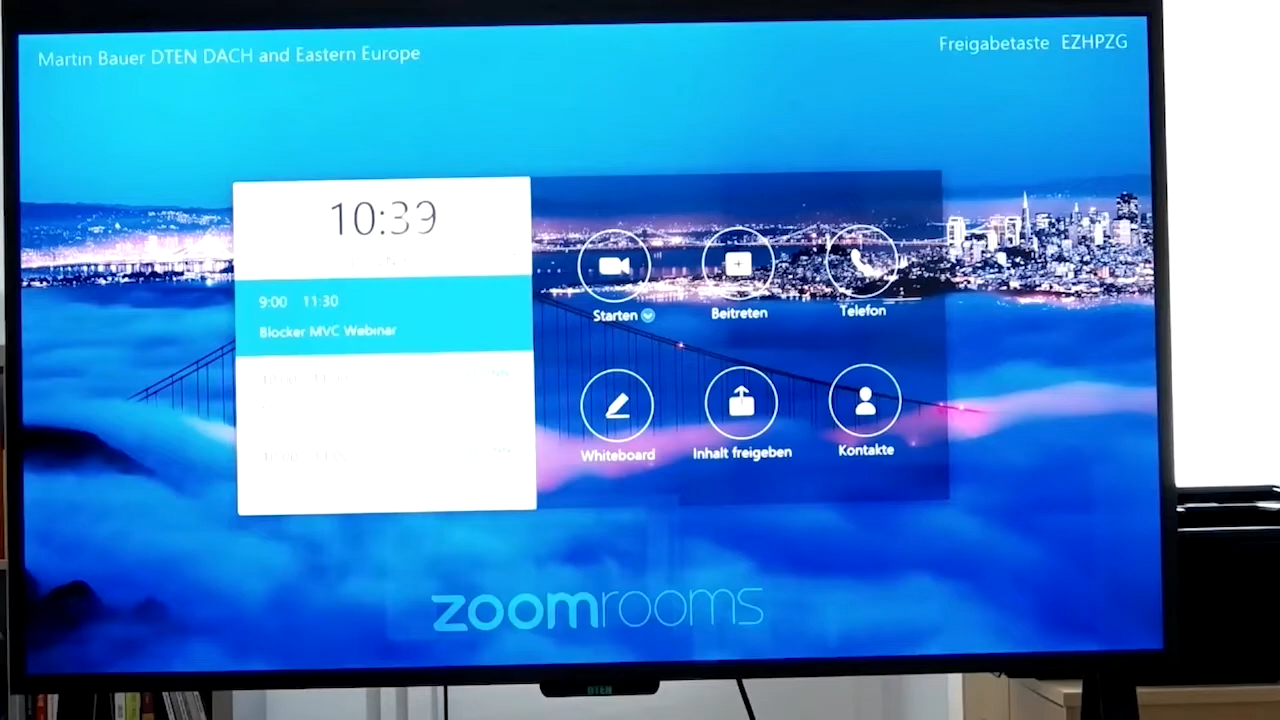 Martin Bauer DTEN DACH and Eastern Europe
Freigabetaste EZHPZG
10:39
9:00 11:30
Blocker MVC Webinar
Starten
Beitreten
Telefon
Whiteboard
Inhalt freigeben
Kontakte
zoomrooms
DTEN